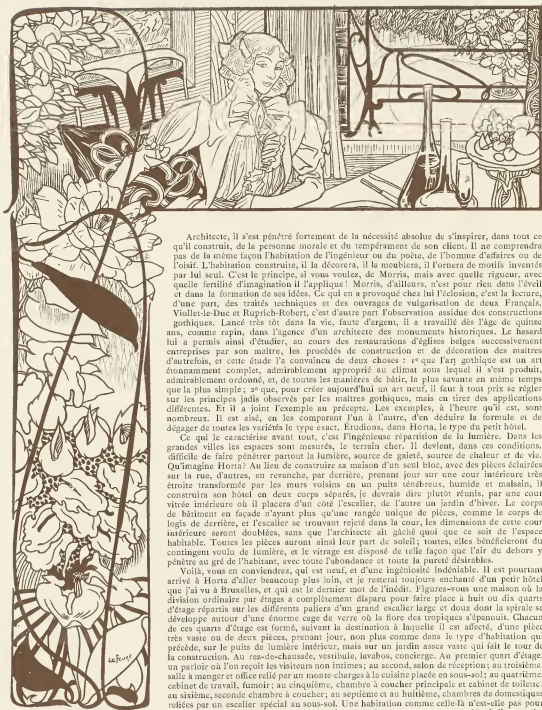 Architecte, il s'est pénétré fortement de la nécessité absolue de s'inspirer, dans tout ce
qu'il construit, de la personne morale et du tempérament de son client. Il ne comprendra
pas de la même façon l'habitation de l'ingénieur ou du poète, de l'homme d'affaires ou de
l'oisif. L'habitation construite, il la décorera, il la meublera, il l'ornera de motifs inventés
par lui seul. C'est le principe, si vous voulez, de Morris, mais avec quelle rigueur, avec
quelle fertilité d'imagination il l'applique! Morris, d'ailleurs, n'est pour rien dans l'éveil
et dans la formation de ses idées. Ce qui en a provoqué chez lui l'éclosion, c'est la lecture,
d'une part, des traités techniques et des ouvrages de vulgarisation de deux Français,
Viollet-le-Duc et Ruprich-Robert, c'est d'autre part l'observation assidue des constructions
gothiques. Lancé très tôt dans la vie, faute d'argent, il a travaillé dès l'âge de quinze
ans, comme rapin, dans l'agence d'un architecte des monuments historiques. Le hasard
lui a permis ainsi d'étudier, au cours des restaurations d'églises belges successivement
entreprises par son maître, les procédés de construction et de décoration des maîtres
d'autrefois, et cette étude l'a convaincu de deux choses : 1º que l'art gothique est un art
étonnamment complet, admirablement approprié au climat sous lequel il s'est produit,
admirablement ordonné, et, de toutes les manières de bâtir, la plus savante en même temps
que la plus simple; 2º que, pour créer aujourd'hui un art neuf, il faut à tout prix se régler
sur les principes jadis observés par les maîtres gothiques, mais en tirer des applications
différentes. Et il a joint l'exemple au précepte. Les exemples, à l'heure qu'il est, sont
nombreux. Il est aisé, en les comparant l'un à l'autre, d'en déduire la formule et de
dégager de toutes les variétés le type exact. Étudions, dans Horta, le type du petit hôtel.
Ce qui le caractérise avant tout, c'est l'ingénieuse répartition de la lumière. Dans les
grandes villes les espaces sont mesurés, le terrain cher. Il devient, dans ces conditions,
difficile de faire pénétrer partout la lumière, source de gaieté, source de chaleur et de vie.
Qu'imagine Horta? Au lieu de construire sa maison d'un seul bloc, avec des pièces éclairées
sur la rue, d'autres, en revanche, par derrière, prenant jour sur une cour intérieure très
étroite transformée par les murs voisins en un puits ténébreux, humide et malsain, il
construira son hôtel en deux corps séparés, je devrais dire plutôt réunis, par une cour
vitrée intérieure où il placera d'un côté l'escalier, de l'autre un jardin d'hiver. Le corps
de bâtiment en façade n'ayant plus qu'une rangée unique de pièces, comme le corps de
logis de derrière, et l'escalier se trouvant rejeté dans la cour, les dimensions de cette cour
intérieure seront doublées, sans que l'architecte ait gâché quoi que ce soit de l'espace
habitable. Toutes les pièces auront ainsi leur part de soleil; toutes, elles bénéficieront du
contingent voulu de lumière, et le vitrage est disposé de telle façon que l'air du dehors y
pénètre au gré de l'habitant, avec toute l'abondance et toute la pureté désirables.
Voilà, vous en conviendrez, qui est neuf, et d'une ingéniosité indéniable. Il est pourtant
arrivé à Horta d'aller beaucoup plus loin, et je resterai toujours enchanté d'un petit hôtel
que j'ai vu à Bruxelles, et qui est le dernier mot de l'inédit. Figurez-vous une maison où la
division ordinaire par étages a complètement disparu pour faire place à huit ou dix quarts
d'étage répartis sur les différents paliers d'un grand escalier large et doux dont la spirale se
développe autour d'une énorme cage de verre où la flore des tropiques s'épanouit. Chacun
de ces quarts d'étage est formé, suivant la destination à laquelle il est affecté, d'une pièce
très vaste ou de deux pièces, prenant jour, non plus comme dans le type d'habitation qui
précède, sur le puits de lumière intérieur, mais sur un jardin assez vaste qui fait le tour de
la construction. Au rez-de-chaussée, vestibule, lavabos, concierge. Au premier quart d'étage,
un parloir où l'on reçoit les visiteurs non intimes; au second, salon de réception; au troisième,
salle à manger et office relié par un monte-charges à la cuisine placée en sous-sol; au quatrième,
cabinet de travail, fumoir; au cinquième, chambre à coucher principale et cabinet de toilette;
au sixième, seconde chambre à coucher; au septième et au huitième, chambres de domestiques
reliées par un escalier spécial au sous-sol. Une habitation comme celle-là n'est-elle pas pour